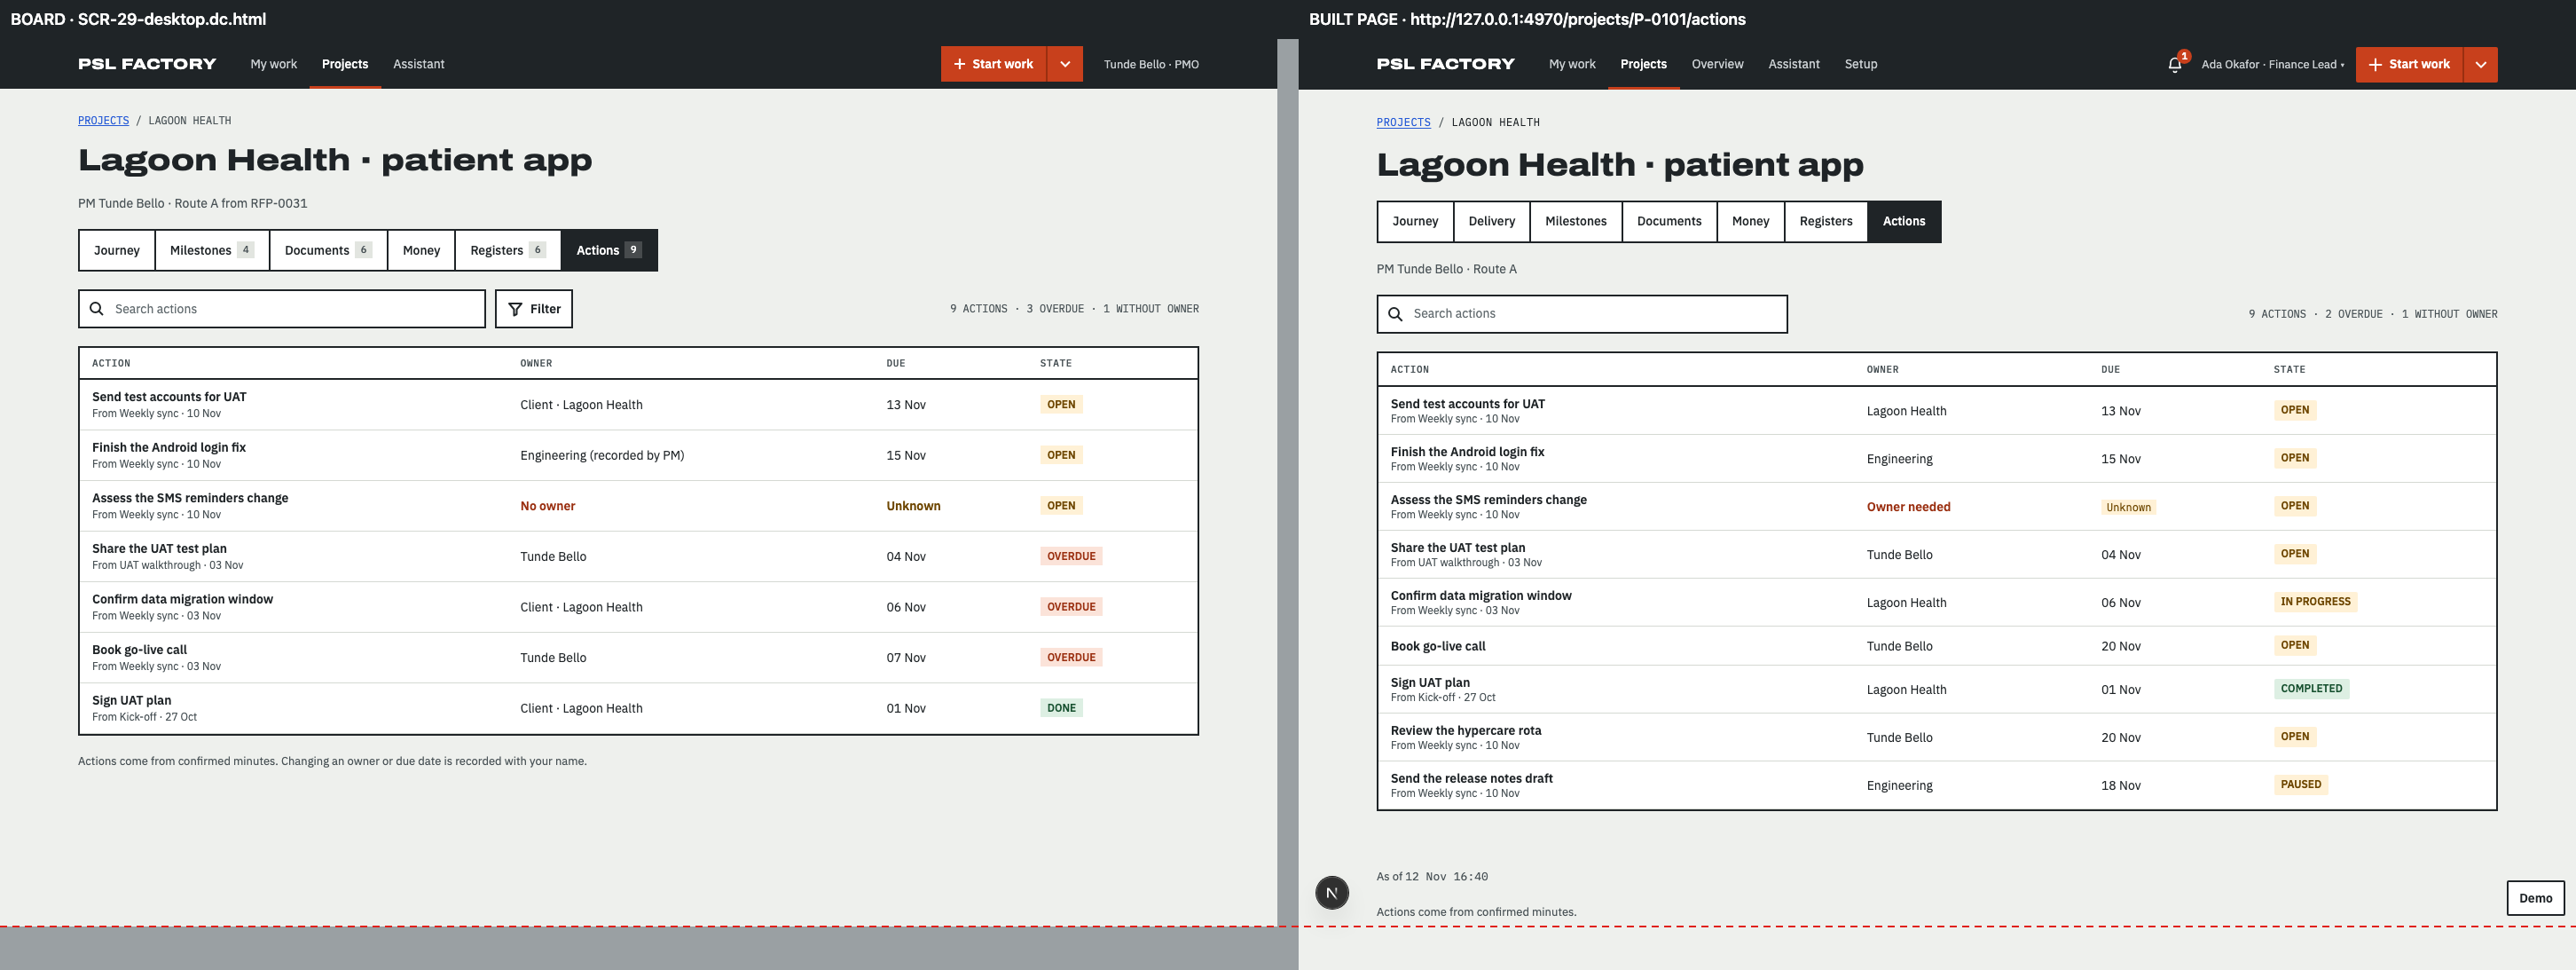 BOARD · SCR-29-desktop.dc.html
PSL FACTORY My work Projects Assistant + Start work Tunde Bello · PMO
PROJECTS / LAGOON HEALTH
Lagoon Health · patient app
PM Tunde Bello · Route A from RFP-0031
Journey Milestones 4 Documents 6 Money Registers 6 Actions 9
Search actions Filter 9 ACTIONS · 3 OVERDUE · 1 WITHOUT OWNER
ACTION OWNER DUE STATE
Send test accounts for UAT
From Weekly sync · 10 Nov
Client · Lagoon Health 13 Nov OPEN
Finish the Android login fix
From Weekly sync · 10 Nov
Engineering (recorded by PM) 15 Nov OPEN
Assess the SMS reminders change
From Weekly sync · 10 Nov
No owner Unknown OPEN
Share the UAT test plan
From UAT walkthrough · 03 Nov
Tunde Bello 04 Nov OVERDUE
Confirm data migration window
From Weekly sync · 03 Nov
Client · Lagoon Health 06 Nov OVERDUE
Book go-live call
From Weekly sync · 03 Nov
Tunde Bello 07 Nov OVERDUE
Sign UAT plan
From Kick-off · 27 Oct
Client · Lagoon Health 01 Nov DONE
Actions come from confirmed minutes. Changing an owner or due date is recorded with your name.
BUILT PAGE · http://127.0.0.1:4970/projects/P-0101/actions
PSL FACTORY My work Projects Overview Assistant Setup 1 Ada Okafor · Finance Lead + Start work
PROJECTS / LAGOON HEALTH
Lagoon Health · patient app
Journey Delivery Milestones Documents Money Registers Actions
PM Tunde Bello · Route A
Search actions 9 ACTIONS · 2 OVERDUE · 1 WITHOUT OWNER
ACTION OWNER DUE STATE
Send test accounts for UAT
From Weekly sync · 10 Nov
Lagoon Health 13 Nov OPEN
Finish the Android login fix
From Weekly sync · 10 Nov
Engineering 15 Nov OPEN
Assess the SMS reminders change
From Weekly sync · 10 Nov
Owner needed Unknown OPEN
Share the UAT test plan
From UAT walkthrough · 03 Nov
Tunde Bello 04 Nov OPEN
Confirm data migration window
From Weekly sync · 03 Nov
Lagoon Health 06 Nov IN PROGRESS
Book go-live call
Tunde Bello 20 Nov OPEN
Sign UAT plan
From Kick-off · 27 Oct
Lagoon Health 01 Nov COMPLETED
Review the hypercare rota
From Weekly sync · 10 Nov
Tunde Bello 20 Nov OPEN
Send the release notes draft
From Weekly sync · 10 Nov
Engineering 18 Nov PAUSED
As of 12 Nov 16:40
N
Demo
Actions come from confirmed minutes.